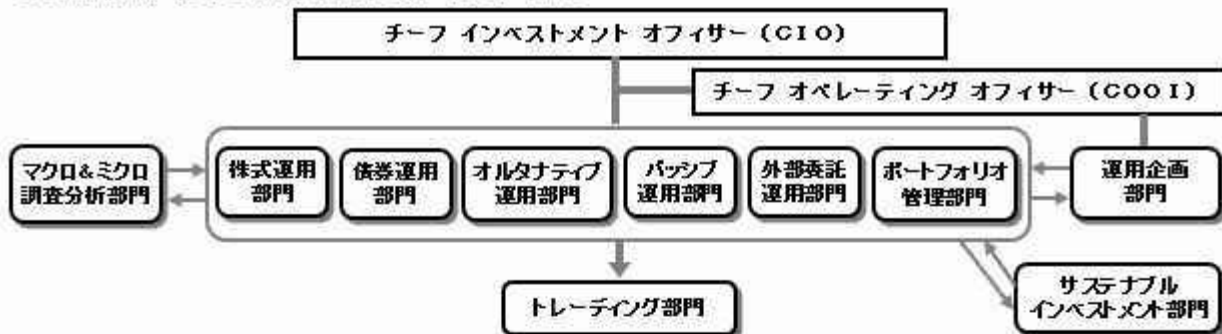 チーフ インベストメント オフィサー (CIO)
チーフ オペレーティング オフィサー (COOI)
マクロ&ミクロ
調査分析部門
株式運用
部門
債券運用
部門
オルタナティブ
運用部門
パッシブ
運用部門
外部委託
運用部門
ポートフォリオ
管理部門
運用企画
部門
トレーディング部門
サステナブル
インベストメント部門